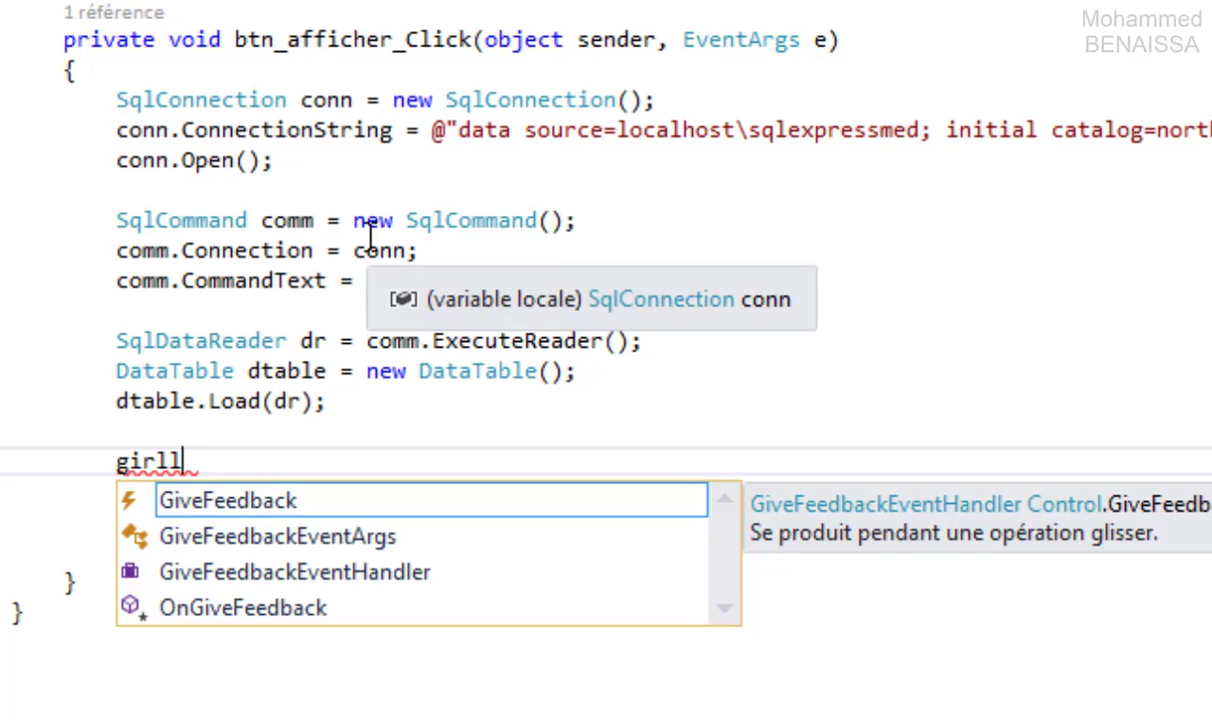 Mohammed
BENAISSA
1 référence
private void btn_afficher_Click(object sender, EventArgs e)
{
SqlConnection conn = new SqlConnection();
conn.ConnectionString = @"data source=localhost\sqlexpressmed; initial catalog=north
conn.Open();
SqlCommand comm = new SqlCommand();
comm.Connection = conn;
comm.CommandText =
(variable locale) SqlConnection conn
SqlDataReader dr = comm.ExecuteReader();
DataTable dtable = new DataTable();
dtable.Load(dr);
girll
GiveFeedback
GiveFeedbackEventArgs
GiveFeedbackEventHandler
OnGiveFeedback
GiveFeedbackEventHandler Control.GiveFeedb
Se produit pendant une opération glisser.
}
}